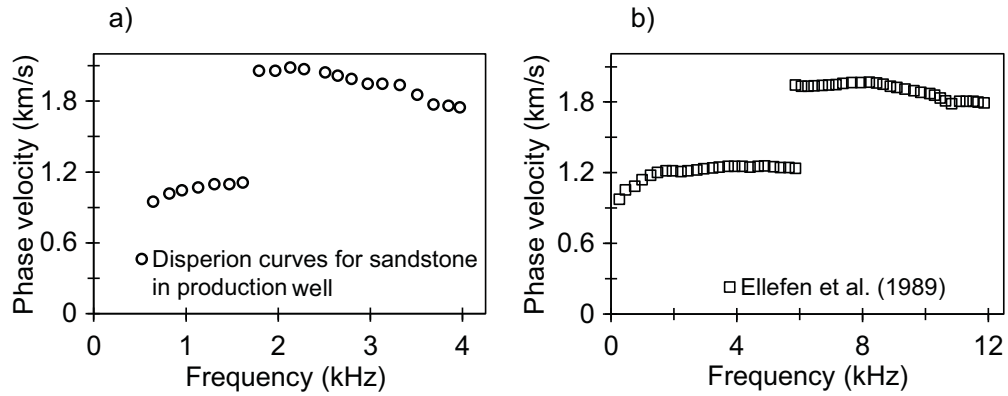 a)
Phase velocity (km/s)
1.8
1.2
0.6
0
Disperion curves for sandstone
in production well
0 1 2 3 4
Frequency (kHz)
b)
Phase velocity (km/s)
1.8
1.2
0.6
0
Ellefen et al. (1989)
0 4 8 12
Frequency (kHz)